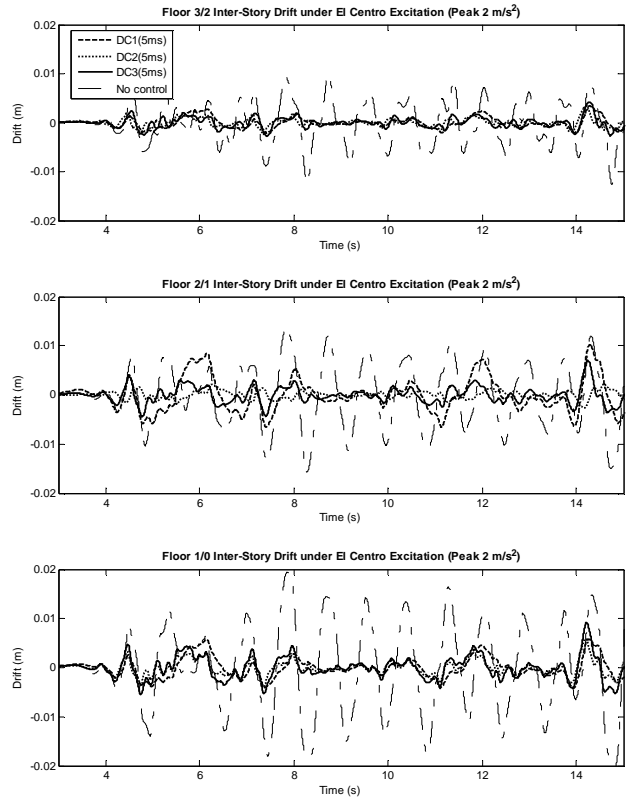 Floor 3/2 Inter-Story Drift under El Centro Excitation (Peak 2 m/s²)
0.02
DC1(5ms)
DC2(5ms)
DC3(5ms)
No control
0.01
0
-0.01
-0.02
Drift (m)
4 6 8 10 12 14
Time (s)
Floor 2/1 Inter-Story Drift under El Centro Excitation (Peak 2 m/s²)
0.02
0.01
0
-0.01
-0.02
Drift (m)
4 6 8 10 12 14
Time (s)
Floor 1/0 Inter-Story Drift under El Centro Excitation (Peak 2 m/s²)
0.02
0.01
0
-0.01
-0.02
Drift (m)
4 6 8 10 12 14
Time (s)